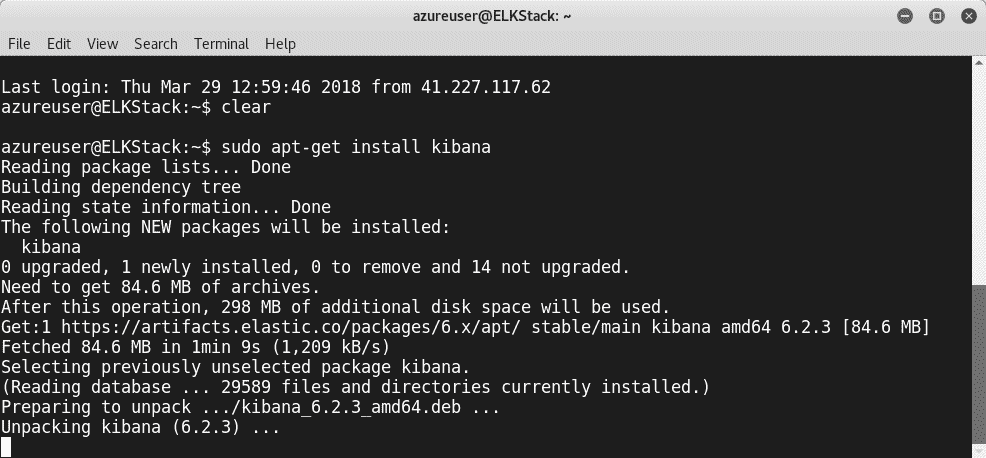 azureuser@ELKStack: ~
File Edit View Search Terminal Help
Last login: Thu Mar 29 12:59:46 2018 from 41.227.117.62
azureuser@ELKStack:~$ clear
azureuser@ELKStack:~$ sudo apt-get install kibana
Reading package lists... Done
Building dependency tree
Reading state information... Done
The following NEW packages will be installed:
  kibana
0 upgraded, 1 newly installed, 0 to remove and 14 not upgraded.
Need to get 84.6 MB of archives.
After this operation, 298 MB of additional disk space will be used.
Get:1 https://artifacts.elastic.co/packages/6.x/apt/ stable/main kibana amd64 6.2.3 [84.6 MB]
Fetched 84.6 MB in 1min 9s (1,209 kB/s)
Selecting previously unselected package kibana.
(Reading database ... 29589 files and directories currently installed.)
Preparing to unpack .../kibana_6.2.3_amd64.deb ...
Unpacking kibana (6.2.3) ...